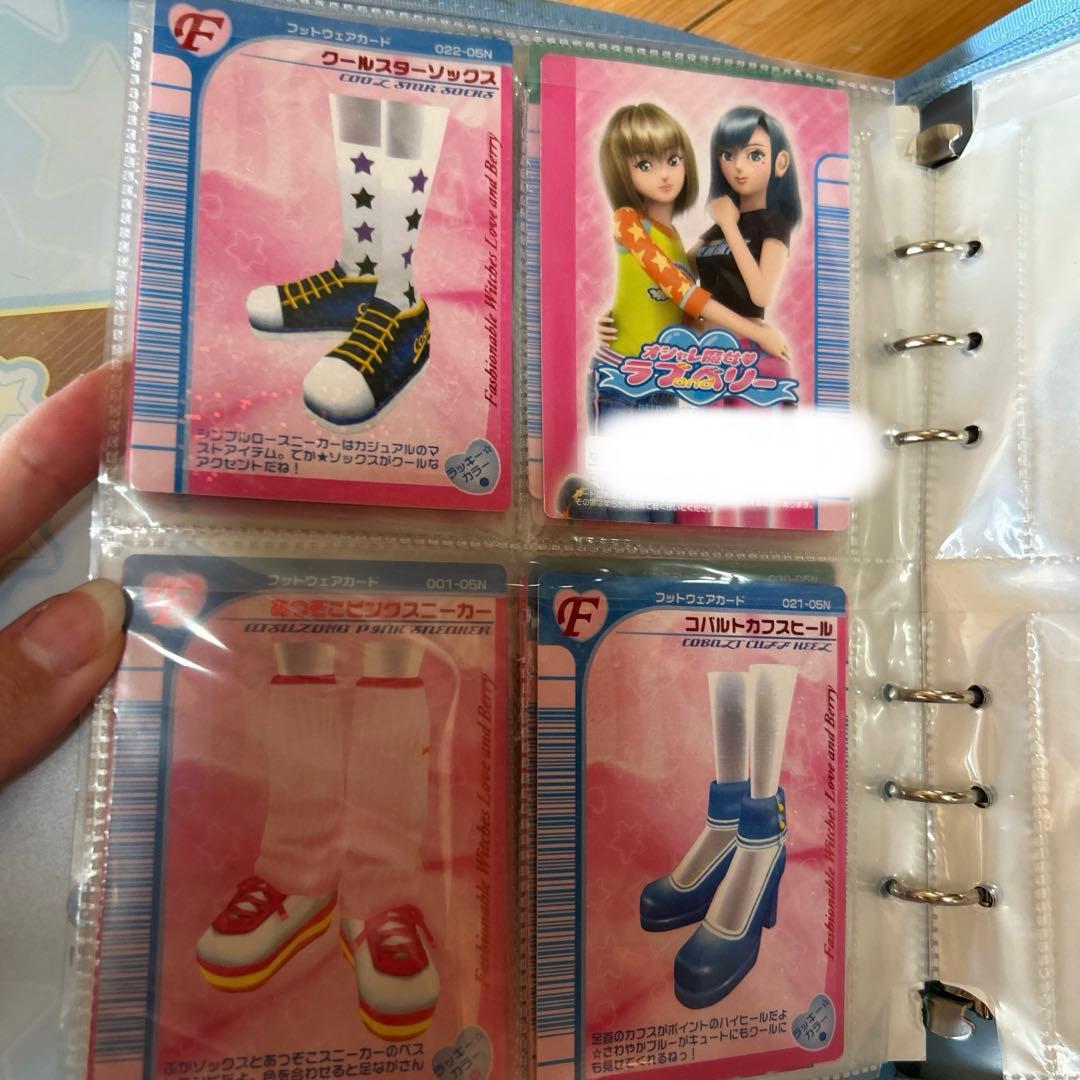 F
フットウェアカード 022-05N
クールスターソックス
COOL STAR SOCKS
Fashionable Witches Love and Berry
シンプルロースニーカーはカジュアルのマ
ストアイテム。でか★ソックスがクールな
アクセントだね！
ラッキー☆
カラー
オシャレ魔女♥
ラブandベリー
F
フットウェアカード 001-05N
あつぞこピンクスニーカー
ATSUZOKO PINK SNEAKER
Fashionable Witches Love and Berry
ラッキー☆
カラー
030-05N
F
フットウェアカード 021-05N
コバルトカフスヒール
COBALT CUFF HEEL
Fashionable Witches Love and Berry
足首のカフスがポイントのハイヒールだよ
☆さわやかブルーがキュートにもクールに
も見せてくれるねっ！
ラッキー☆
カラー